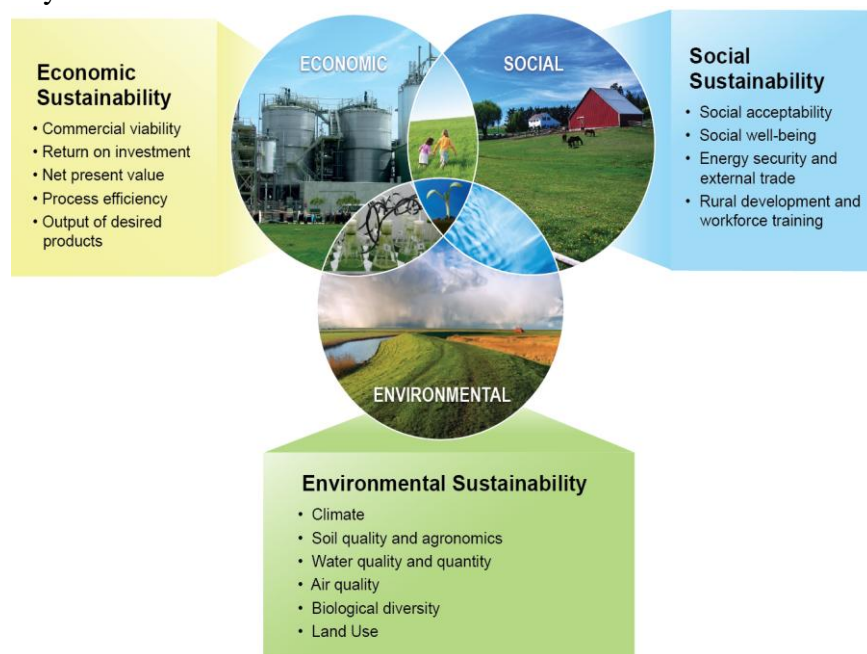 ECONOMIC
SOCIAL
ENVIRONMENTAL
Economic
Sustainability
• Commercial viability
• Return on investment
• Net present value
• Process efficiency
• Output of desired
products
Social
Sustainability
• Social acceptability
• Social well-being
• Energy security and
external trade
• Rural development and
workforce training
Environmental Sustainability
• Climate
• Soil quality and agronomics
• Water quality and quantity
• Air quality
• Biological diversity
• Land Use